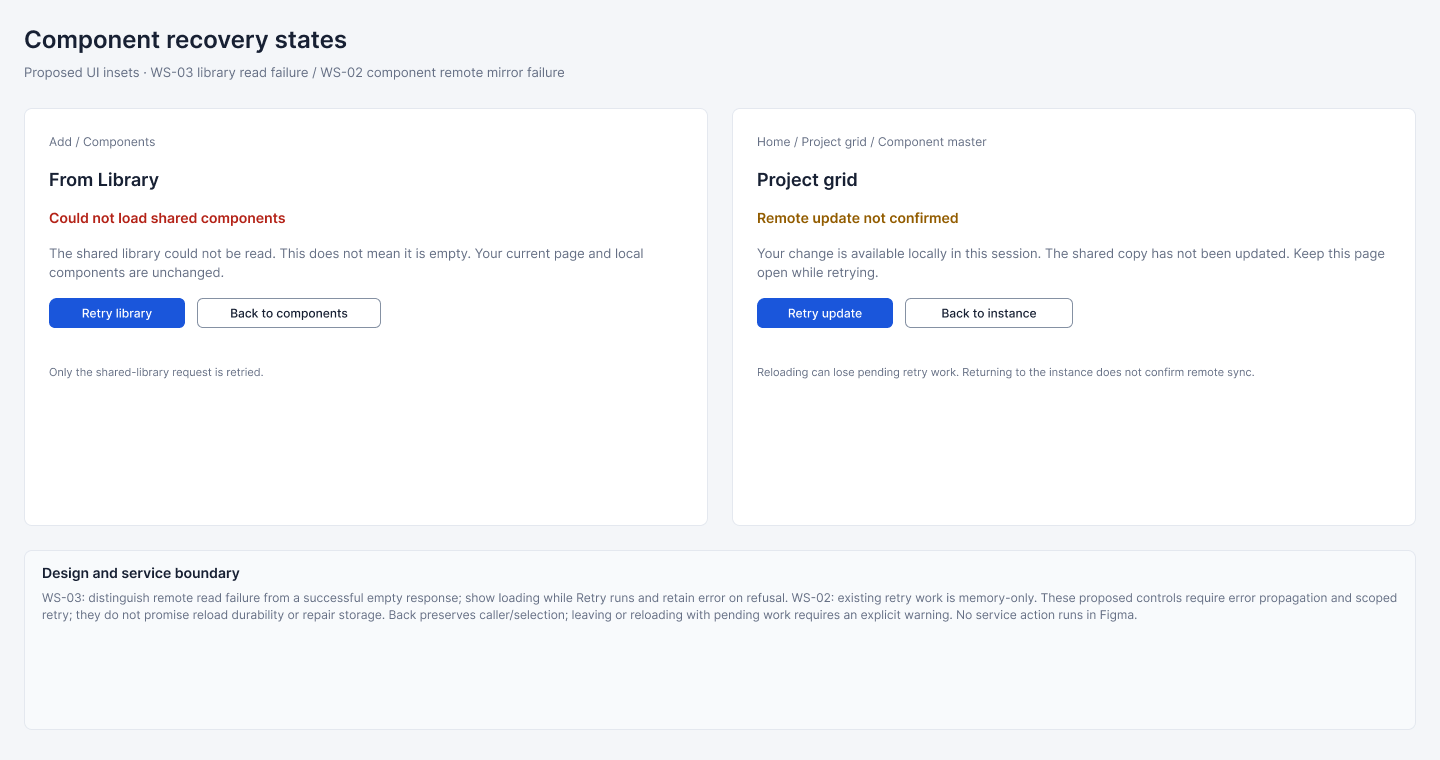 Component recovery states
Proposed UI insets · WS-03 library read failure / WS-02 component remote mirror failure
Add / Components
From Library
Could not load shared components
The shared library could not be read. This does not mean it is empty. Your current page and local
components are unchanged.
Retry library
Back to components
Only the shared-library request is retried.
Home / Project grid / Component master
Project grid
Remote update not confirmed
Your change is available locally in this session. The shared copy has not been updated. Keep this page
open while retrying.
Retry update
Back to instance
Reloading can lose pending retry work. Returning to the instance does not confirm remote sync.
Design and service boundary
WS-03: distinguish remote read failure from a successful empty response; show loading while Retry runs and retain error on refusal. WS-02: existing retry work is memory-only. These proposed controls require error propagation and scoped
retry; they do not promise reload durability or repair storage. Back preserves caller/selection; leaving or reloading with pending work requires an explicit warning. No service action runs in Figma.